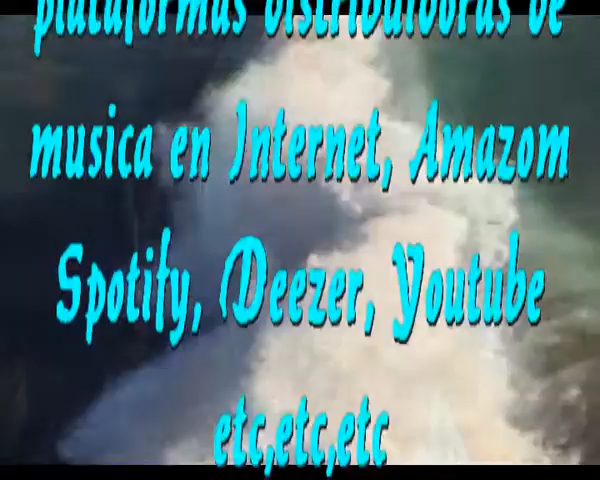 plataformas distribuidoras de
musica en Internet, Amazom
Spotify, Deezer, Youtube
etc,etc,etc